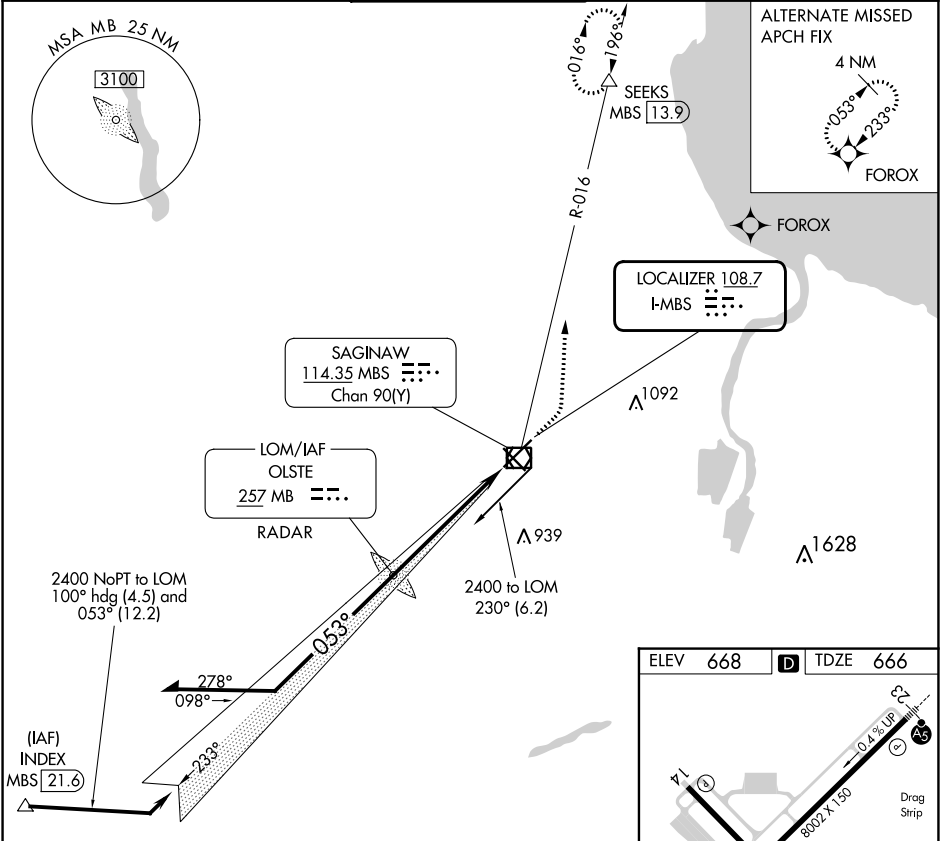 MSA MB 25 NM
3100
016°
196°
SEEKS
MBS 13.9
ALTERNATE MISSED
APCH FIX
4 NM
053°
233°
FOROX
R-016
FOROX
LOCALIZER 108.7
I-MBS
SAGINAW
114.35 MBS
Chan 90(Y)
1092
LOM/IAF
OLSTE
257 MB
RADAR
939
1628
2400 NoPT to LOM
100° hdg (4.5) and
053° (12.2)
2400 to LOM
230° (6.2)
053°
278°
098°
233°
(IAF)
INDEX
MBS 21.6
ELEV 668 D TDZE 666
23
0.4% UP
A5
P
14
P
8002 X 150
Drag
Strip